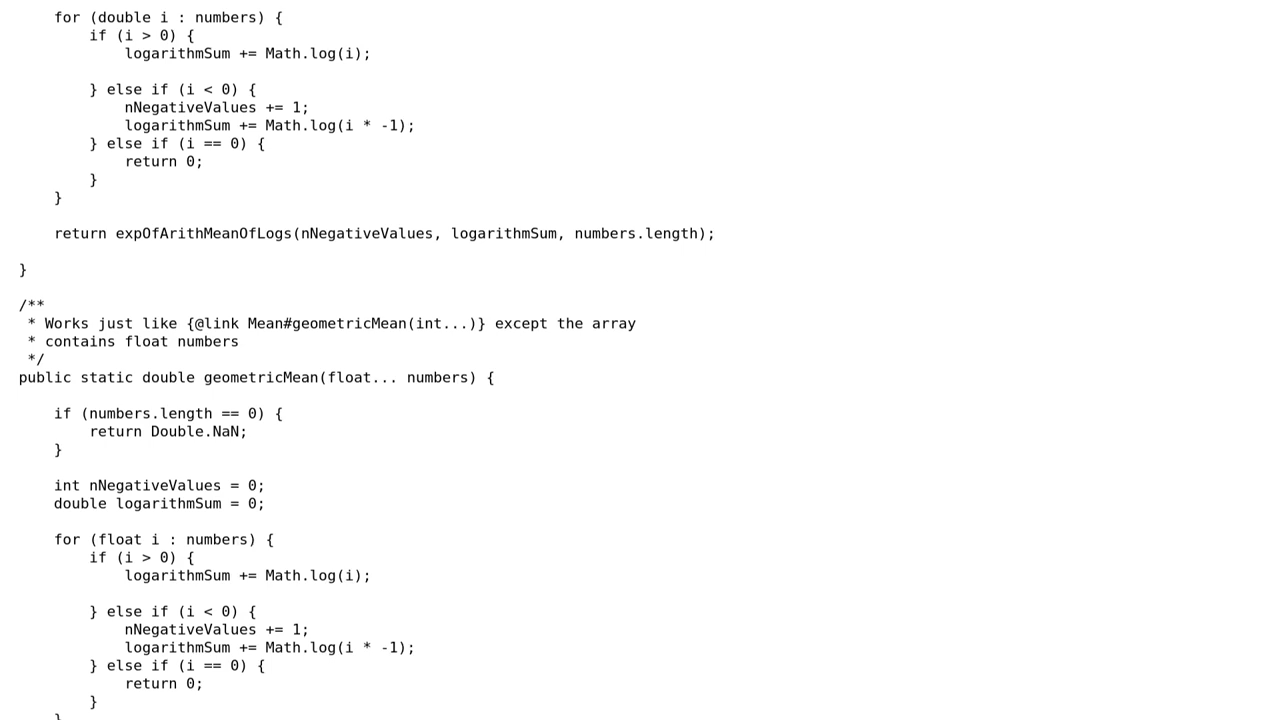 for (double i : numbers) {
        if (i > 0) {
            logarithmSum += Math.log(i);

        } else if (i < 0) {
            nNegativeValues += 1;
            logarithmSum += Math.log(i * -1);
        } else if (i == 0) {
            return 0;
        }
    }

    return expOfArithMeanOfLogs(nNegativeValues, logarithmSum, numbers.length);

}

/**
 * Works just like {@link Mean#geometricMean(int...)} except the array
 * contains float numbers
 */
public static double geometricMean(float... numbers) {

    if (numbers.length == 0) {
        return Double.NaN;
    }

    int nNegativeValues = 0;
    double logarithmSum = 0;

    for (float i : numbers) {
        if (i > 0) {
            logarithmSum += Math.log(i);

        } else if (i < 0) {
            nNegativeValues += 1;
            logarithmSum += Math.log(i * -1);
        } else if (i == 0) {
            return 0;
        }
    }